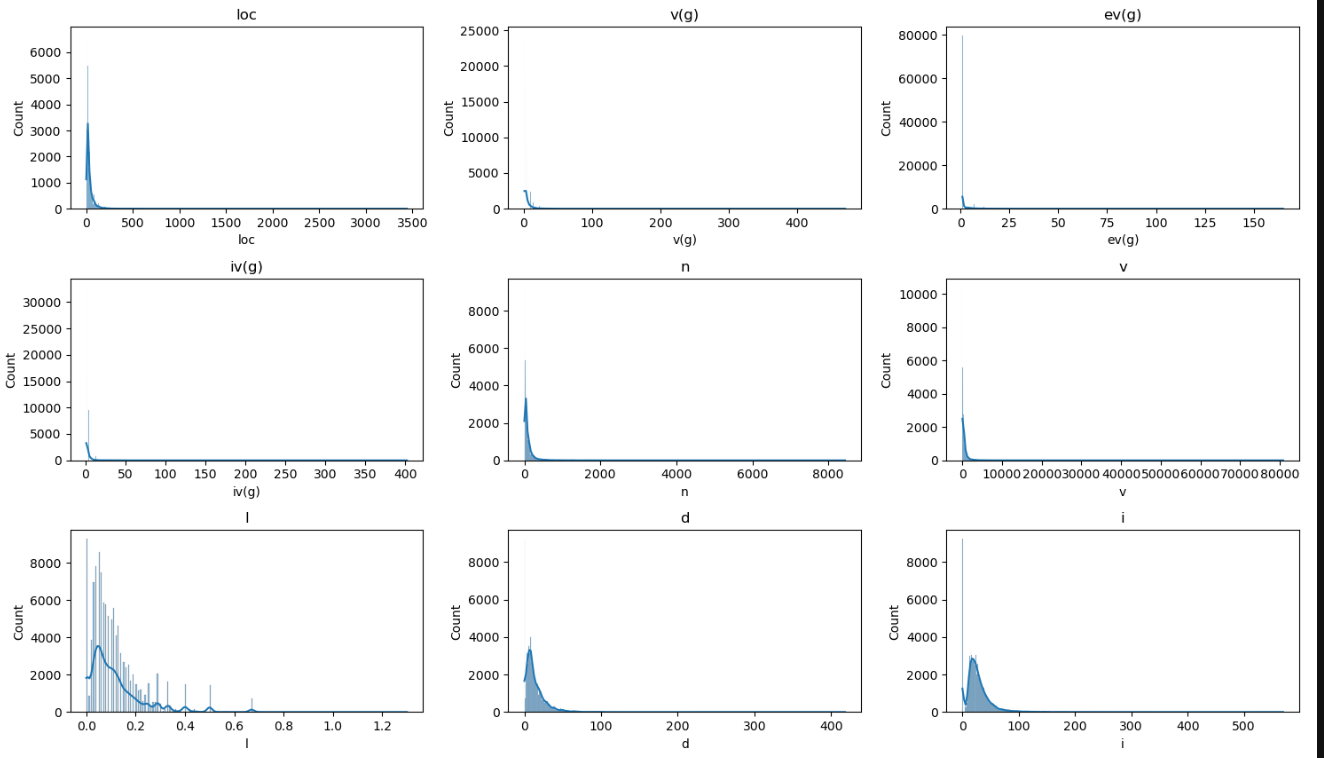 loc
v(g)
ev(g)
6000
5000
4000
3000
2000
1000
0
Count
0 500 1000 1500 2000 2500 3000 3500
loc
25000
20000
15000
10000
5000
0
Count
0 100 200 300 400
v(g)
80000
60000
40000
20000
0
Count
0 25 50 75 100 125 150
ev(g)
iv(g)
n
v
30000
25000
20000
15000
10000
5000
0
Count
0 50 100 150 200 250 300 350 400
iv(g)
8000
6000
4000
2000
0
Count
0 2000 4000 6000 8000
n
10000
8000
6000
4000
2000
0
Count
0 10000 20000 30000 40000 50000 60000 70000 80000
v
l
d
i
8000
6000
4000
2000
0
Count
0.0 0.2 0.4 0.6 0.8 1.0 1.2
l
8000
6000
4000
2000
0
Count
0 100 200 300 400
d
8000
6000
4000
2000
0
Count
0 100 200 300 400 500
i